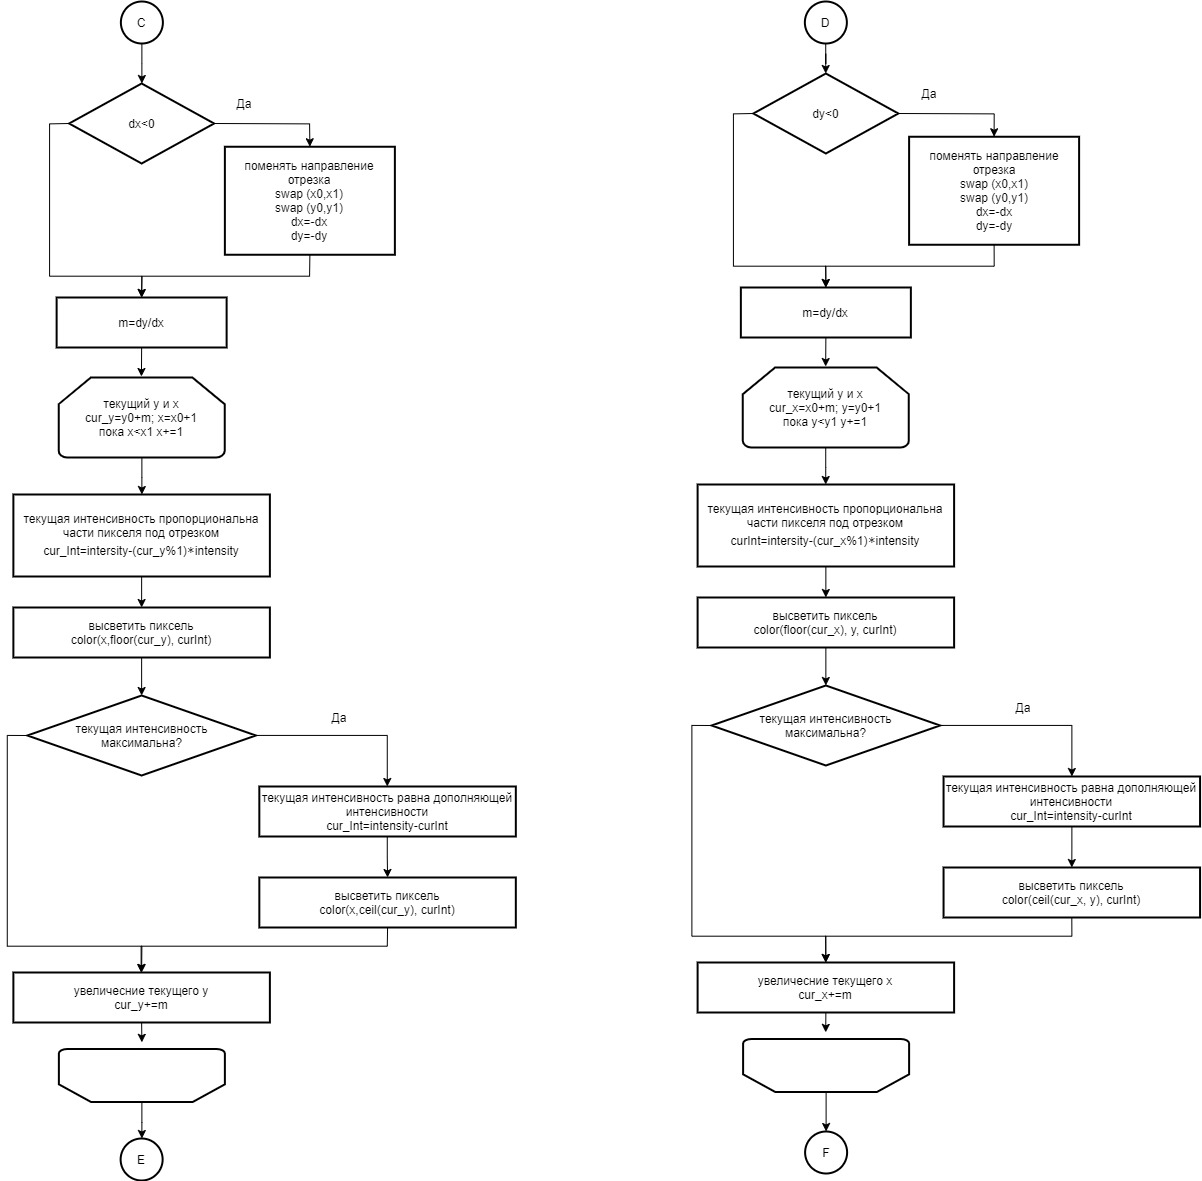 C
dx<0
Да
поменять направление
отрезка
swap (x0,x1)
swap (y0,y1)
dx=-dx
dy=-dy
m=dy/dx
текущий y и x
cur_y=y0+m; x=x0+1
пока x<x1 x+=1
текущая интенсивность пропорциональна
части пикселя под отрезком
cur_Int=intersity-(cur_y%1)*intensity
высветить пиксель
color(x,floor(cur_y), curInt)
текущая интенсивность
максимальна?
Да
текущая интенсивность равна дополняющей
интенсивности
cur_Int=intensity-curInt
высветить пиксель
color(x,ceil(cur_y), curInt)
увеличесние текущего y
cur_y+=m
E
D
dy<0
Да
поменять направление
отрезка
swap (x0,x1)
swap (y0,y1)
dx=-dx
dy=-dy
m=dy/dx
текущий y и x
cur_x=x0+m; y=y0+1
пока y<y1 y+=1
текущая интенсивность пропорциональна
части пикселя под отрезком
curInt=intersity-(cur_x%1)*intensity
высветить пиксель
color(floor(cur_x), y, curInt)
текущая интенсивность
максимальна?
Да
текущая интенсивность равна дополняющей
интенсивности
cur_Int=intensity-curInt
высветить пиксель
color(ceil(cur_x, y), curInt)
увеличесние текущего x
cur_x+=m
F